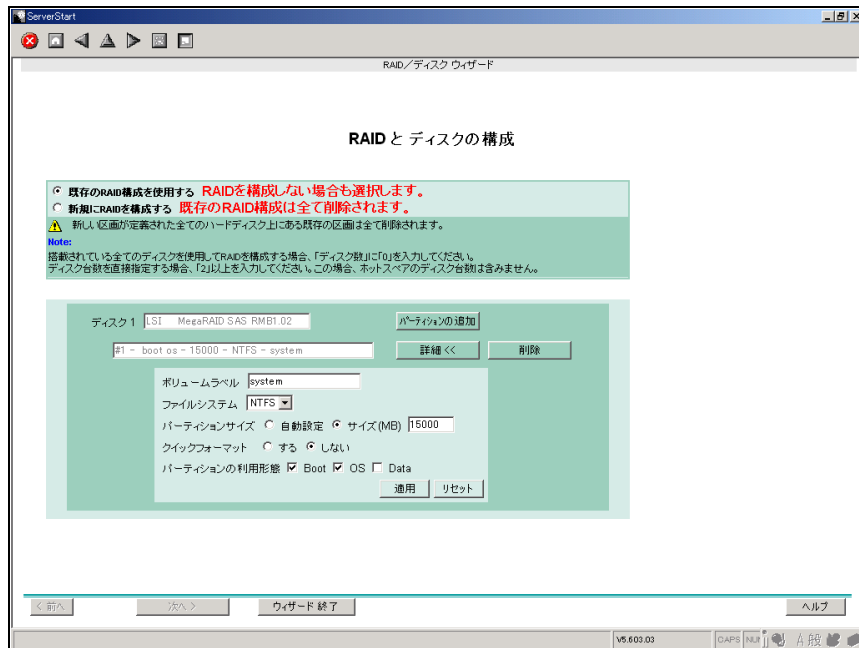 ServerStart
RAID/ディスク ウィザード
RAID と ディスクの構成
既存のRAID構成を使用する RAIDを構成しない場合も選択します。
新規にRAIDを構成する 既存のRAID構成は全て削除されます。
新しい区画が定義された全てのハードディスク上にある既存の区画は全て削除されます。
Note:
搭載されている全てのディスクを使用してRAIDを構成する場合、「ディスク数」に「0」を入力してください。
ディスク台数を直接指定する場合、「2」以上を入力してください。この場合、ホットスペアのディスク台数は含みません。
ディスク 1 LSI MegaRAID SAS RMB1.02 パーティションの追加
#1 - boot os - 15000 - NTFS - system 詳細 << 削除
ボリュームラベル system
ファイルシステム NTFS
パーティションサイズ 自動設定 サイズ(MB) 15000
クイックフォーマット する しない
パーティションの利用形態 Boot OS Data
適用 リセット
< 前へ 次へ > ウィザード 終了 ヘルプ
V5.603.03 CAPS A 般